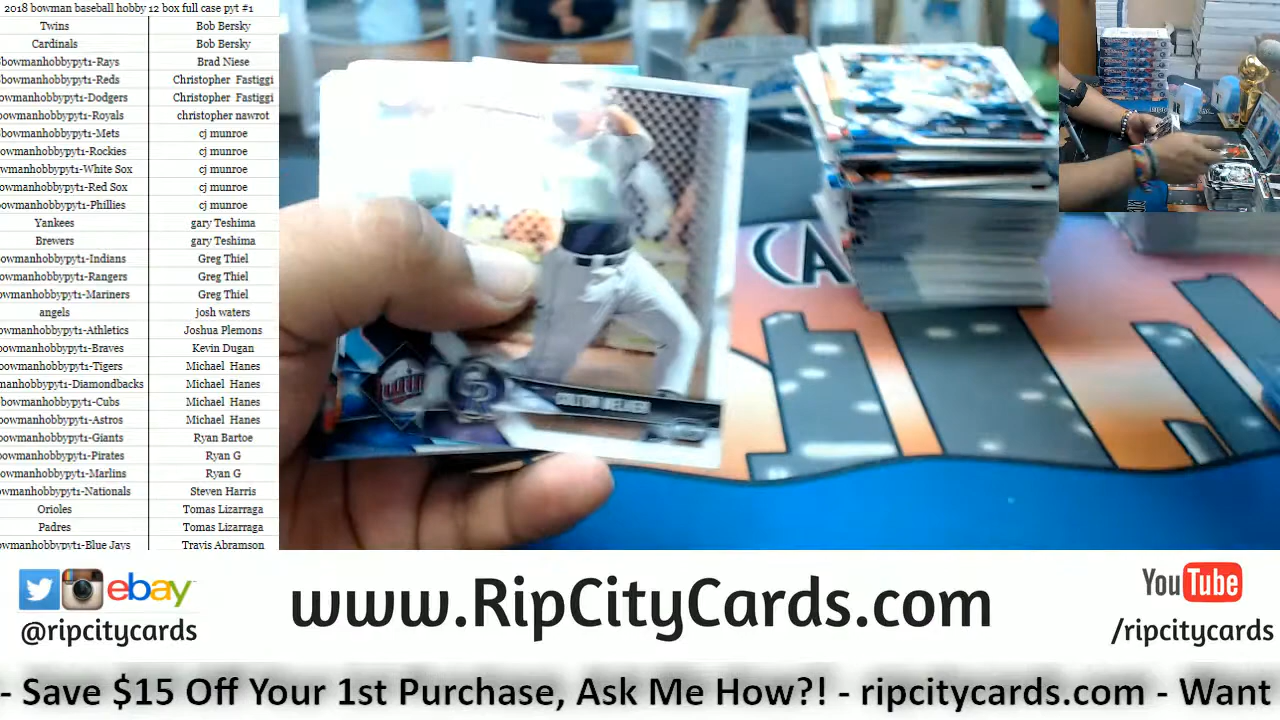 2018 bowman baseball hobby 12 box full case pyt #1
Twins Bob Bersky
Cardinals Bob Bersky
bowmanhobbypyt1-Rays Brad Niese
owmanhobbypyt1-Reds Christopher Fastiggi
owmanhobbypyt1-Dodgers Christopher Fastiggi
owmanhobbypyt1-Royals christopher nawrot
bowmanhobbypyt1-Mets cj munroe
owmanhobbypyt1-Rockies cj munroe
wmanhobbypyt1-White Sox cj munroe
wmanhobbypyt1-Red Sox cj munroe
owmanhobbypyt1-Phillies cj munroe
Yankees gary Teshima
Brewers gary Teshima
owmanhobbypyt1-Indians Greg Thiel
owmanhobbypyt1-Rangers Greg Thiel
owmanhobbypyt1-Mariners Greg Thiel
angels josh waters
owmanhobbypyt1-Athletics Joshua Plemons
owmanhobbypyt1-Braves Kevin Dugan
owmanhobbypyt1-Tigers Michael Hanes
manhobbypyt1-Diamondbacks Michael Hanes
bowmanhobbypyt1-Cubs Michael Hanes
owmanhobbypyt1-Astros Michael Hanes
owmanhobbypyt1-Giants Ryan Bartoe
owmanhobbypyt1-Pirates Ryan G
owmanhobbypyt1-Marlins Ryan G
wmanhobbypyt1-Nationals Steven Harris
Orioles Tomas Lizarraga
Padres Tomas Lizarraga
owmanhobbypyt1-Blue Jays Travis Abramson
CA
ebay
@ripcitycards
www.RipCityCards.com
YouTube
/ripcitycards
- Save $15 Off Your 1st Purchase, Ask Me How?! - ripcitycards.com - Want